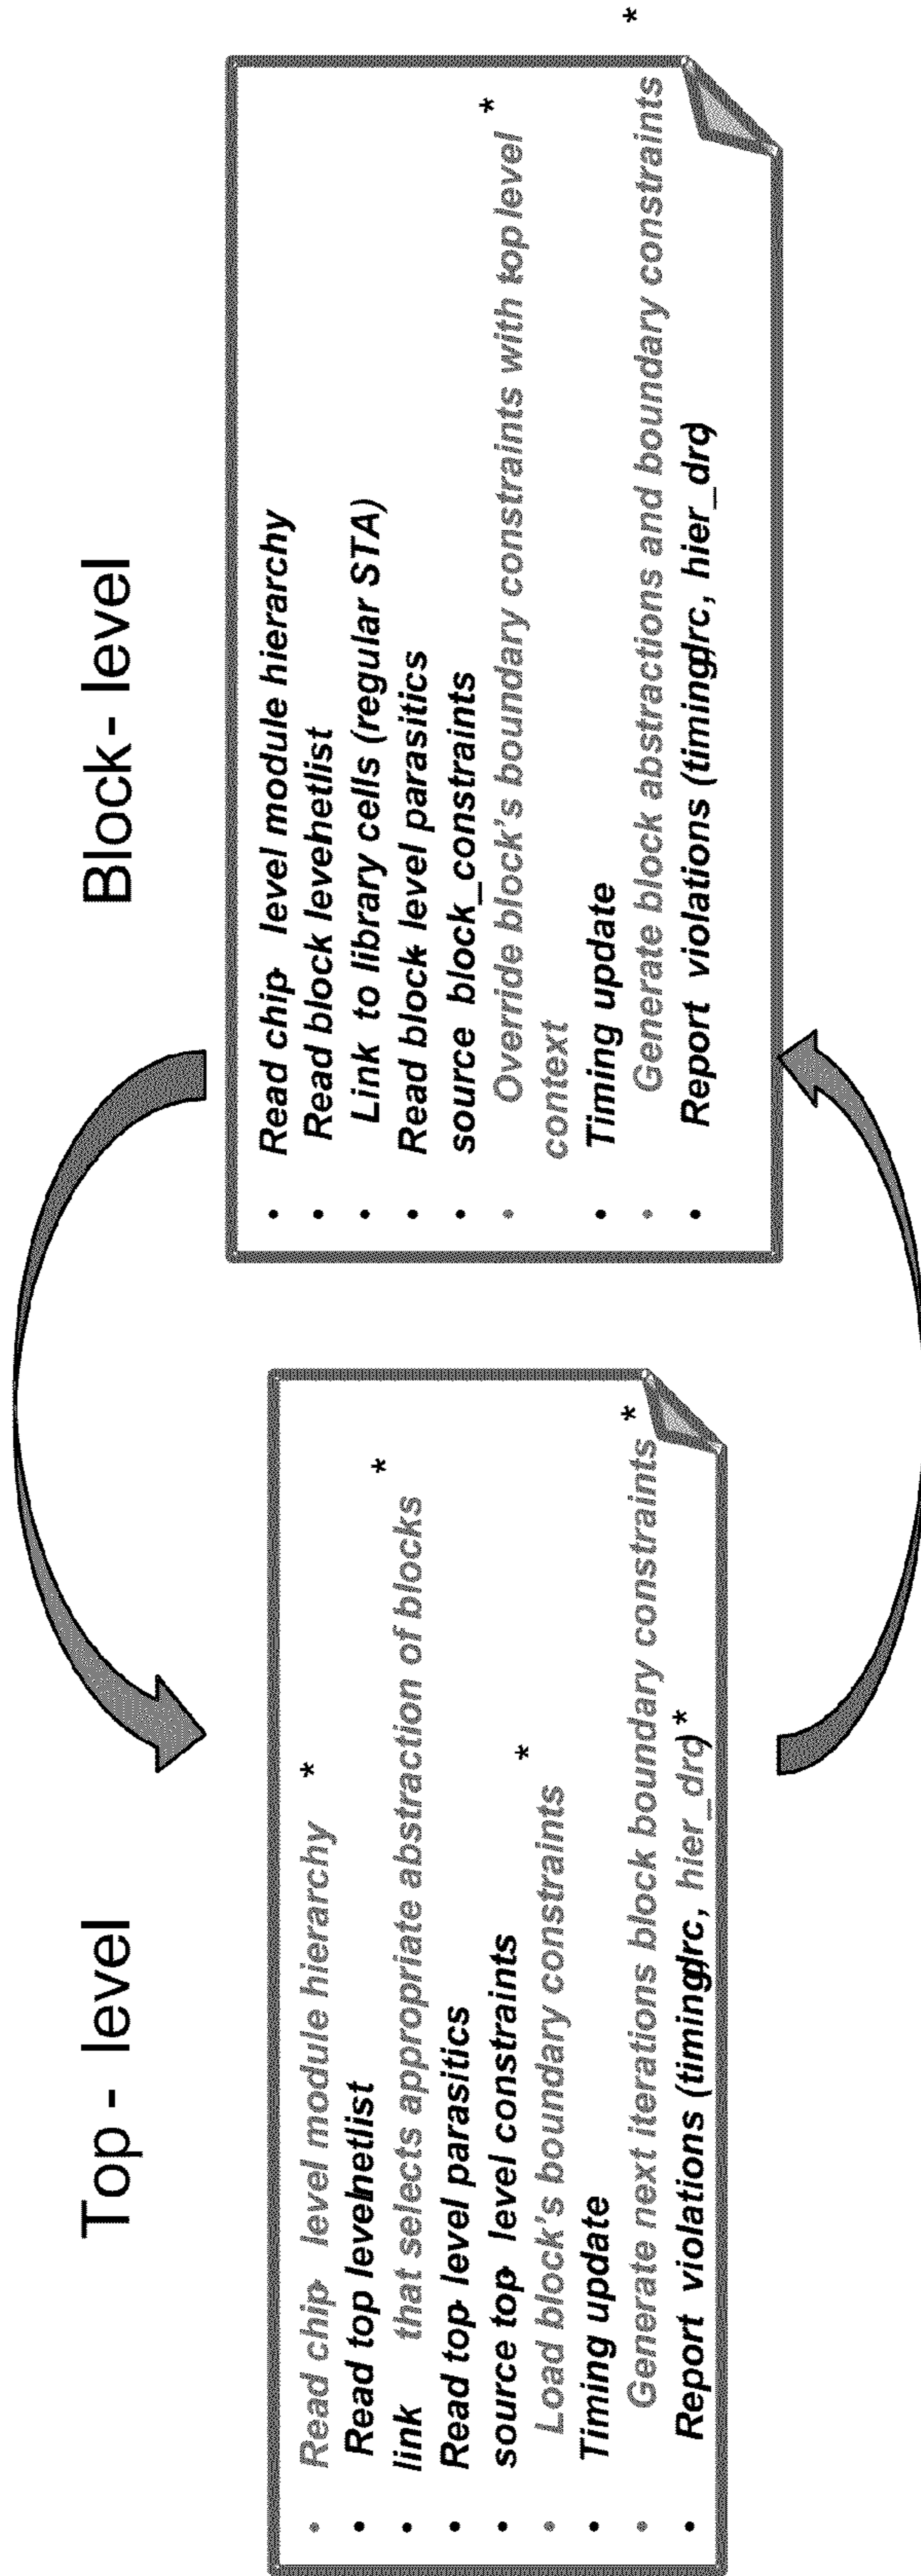 Top - level
• Read chip- level module hierarchy *
• Read top levelnetlist
• link that selects appropriate abstraction of blocks *
• Read top- level parasitics
• source top- level constraints
• Load block's boundary constraints *
• Timing update
• Generate next iterations block boundary constraints *
• Report violations (timing,drc, hier_drc) *
Block- level
• Read chip- level module hierarchy
• Read block levelnetlist
• Link to library cells (regular STA)
• Read block- level parasitics
• source block_constraints
• Override block's boundary constraints with top level *
context
• Timing update
• Generate block abstractions and boundary constraints *
• Report violations (timing,drc, hier_drc)